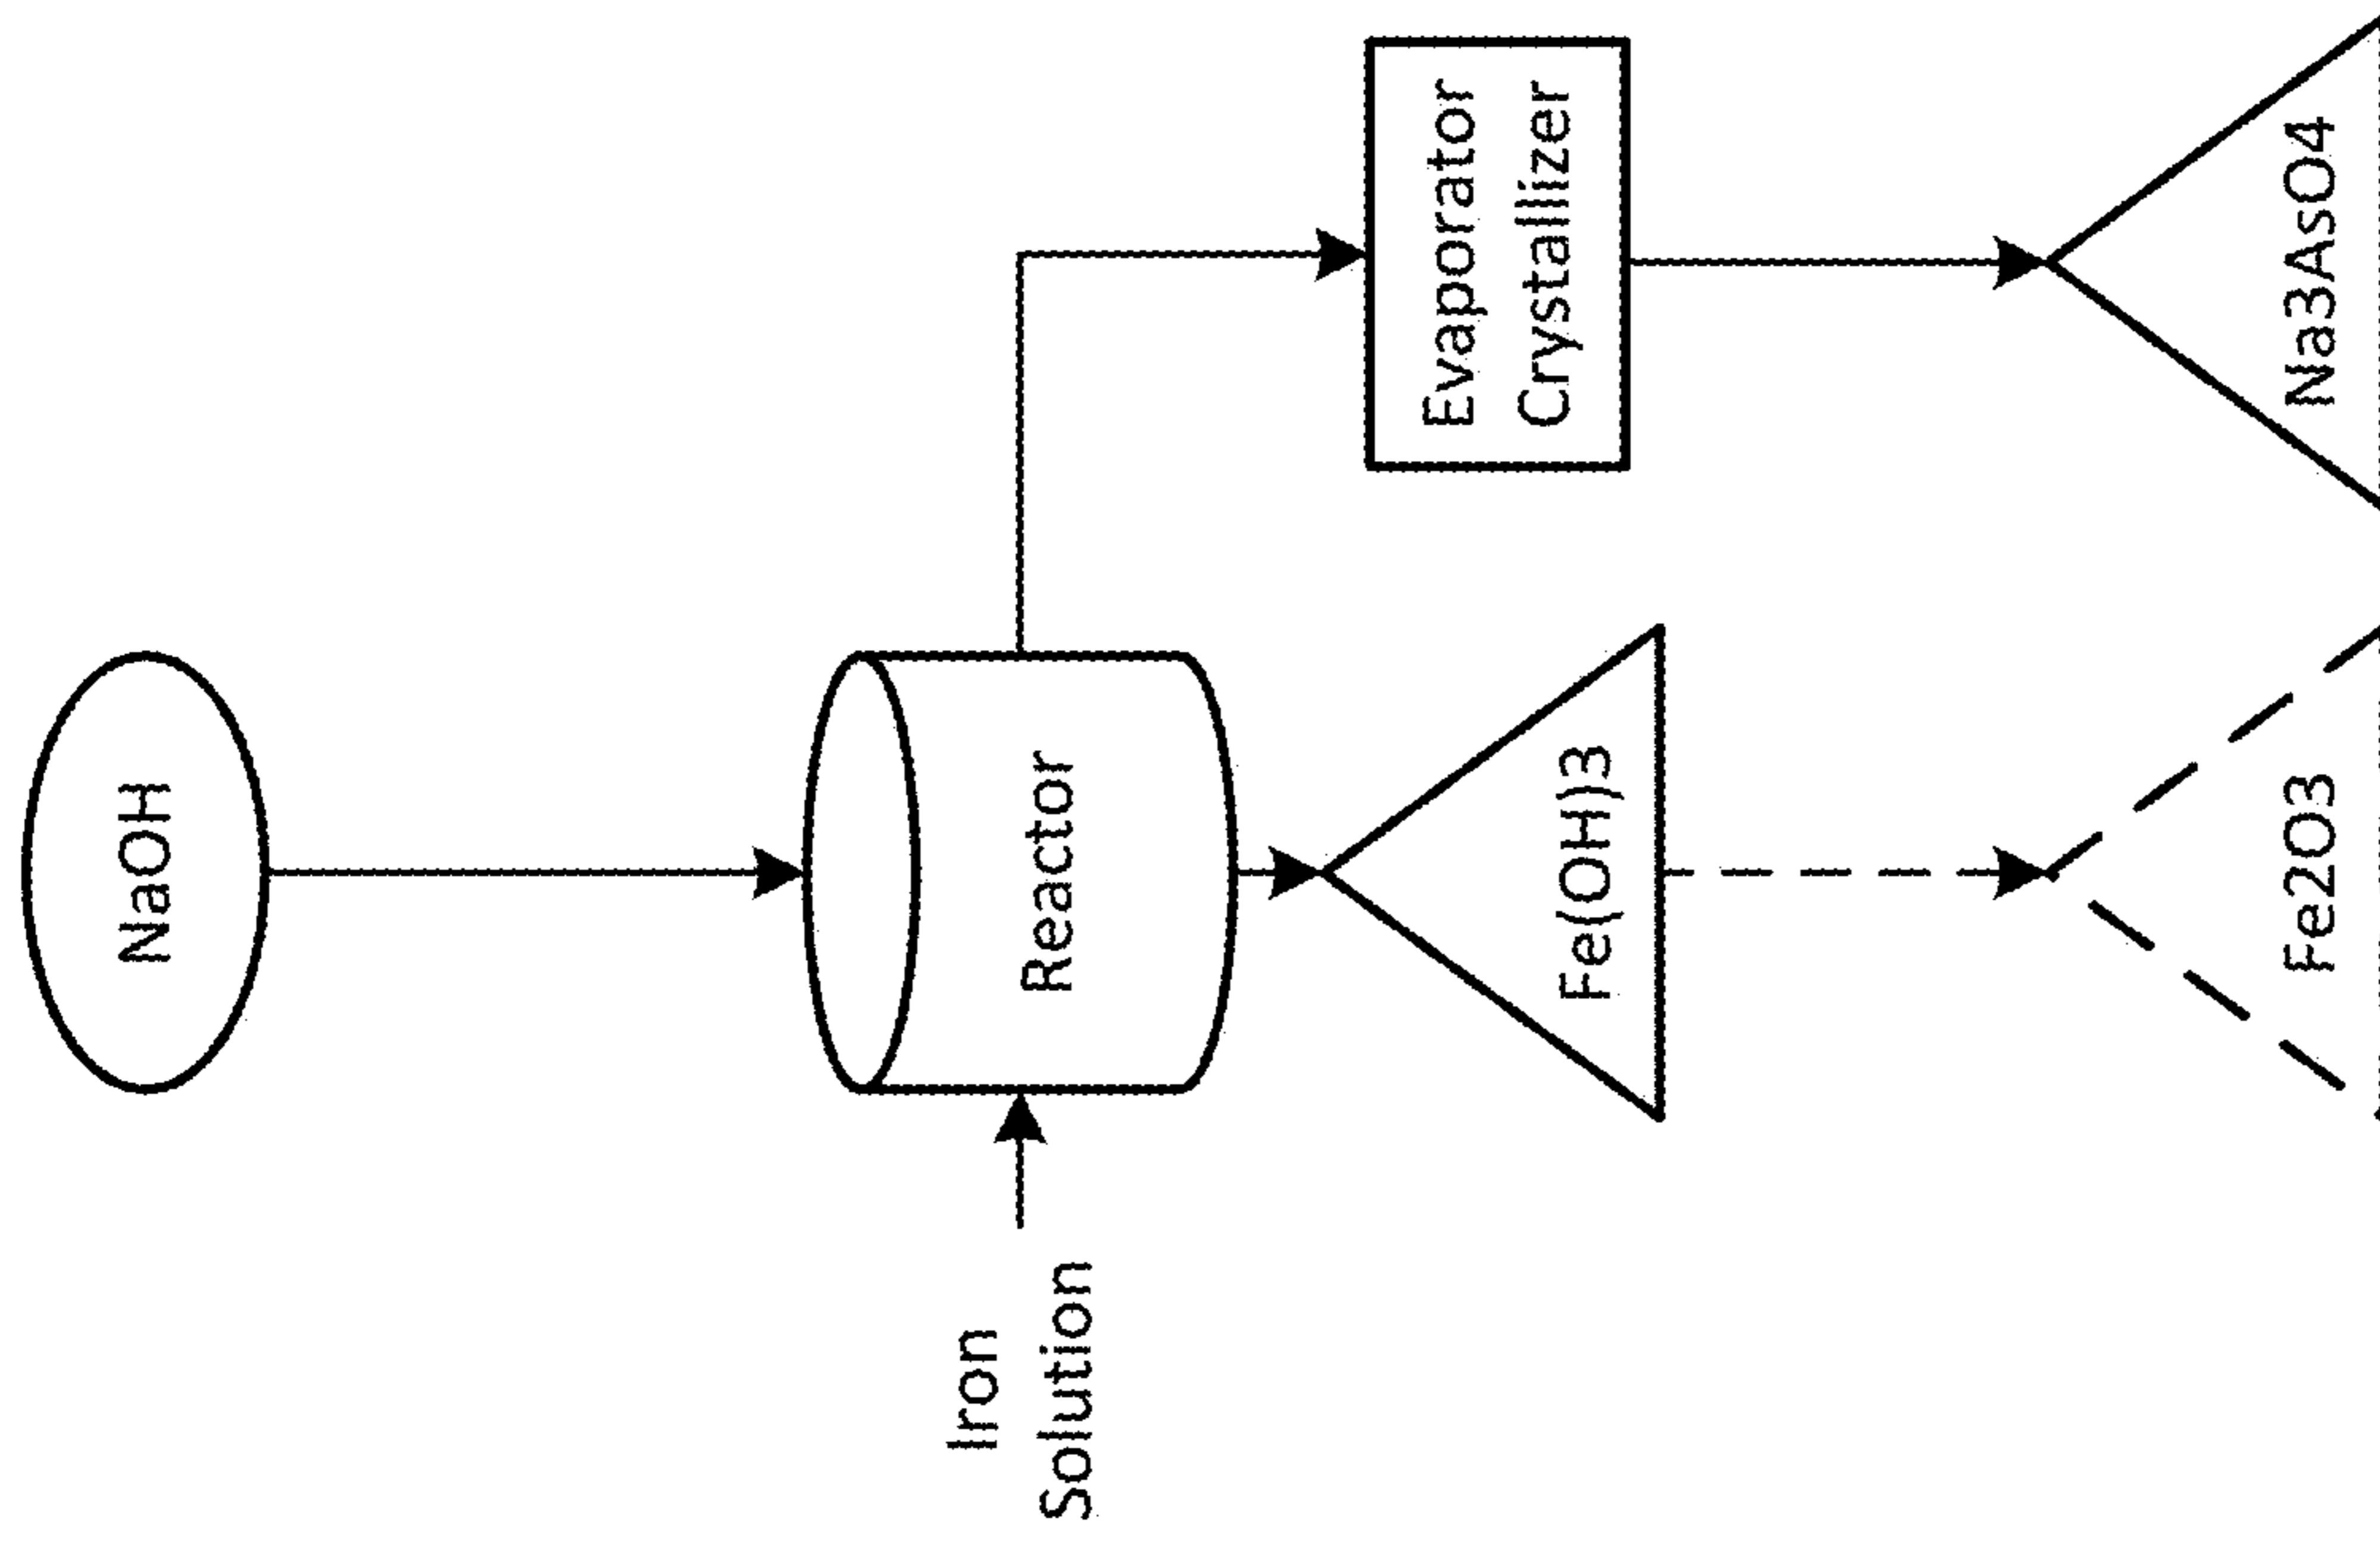 NaOH
Iron
Solution
Reactor
Evaporator
Crystallizer
Fe(OH)3
Fe2O3
Na3AsO4